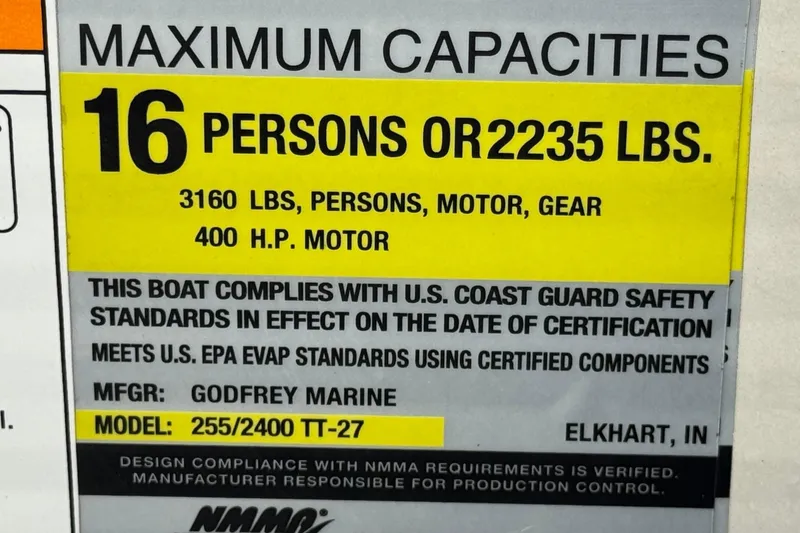 MAXIMUM CAPACITIES
16 PERSONS OR 2235 LBS.
3160 LBS, PERSONS, MOTOR, GEAR
400 H.P. MOTOR
THIS BOAT COMPLIES WITH U.S. COAST GUARD SAFETY
STANDARDS IN EFFECT ON THE DATE OF CERTIFICATION
MEETS U.S. EPA EVAP STANDARDS USING CERTIFIED COMPONENTS
MFGR: GODFREY MARINE
MODEL: 255/2400 TT-27
ELKHART, IN
DESIGN COMPLIANCE WITH NMMA REQUIREMENTS IS VERIFIED.
MANUFACTURER RESPONSIBLE FOR PRODUCTION CONTROL.
NMMA